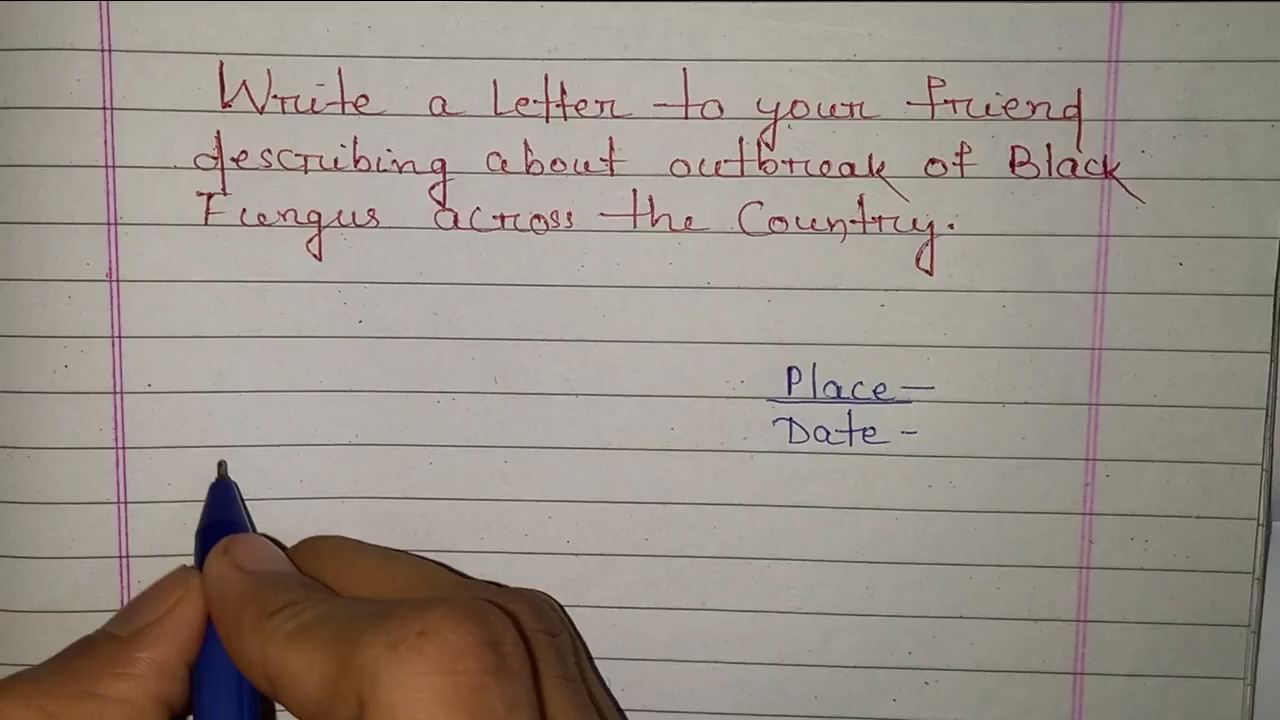 Write a letter to your friend
describing about outbreak of Black
Fungus across the Country.
Place-
Date-